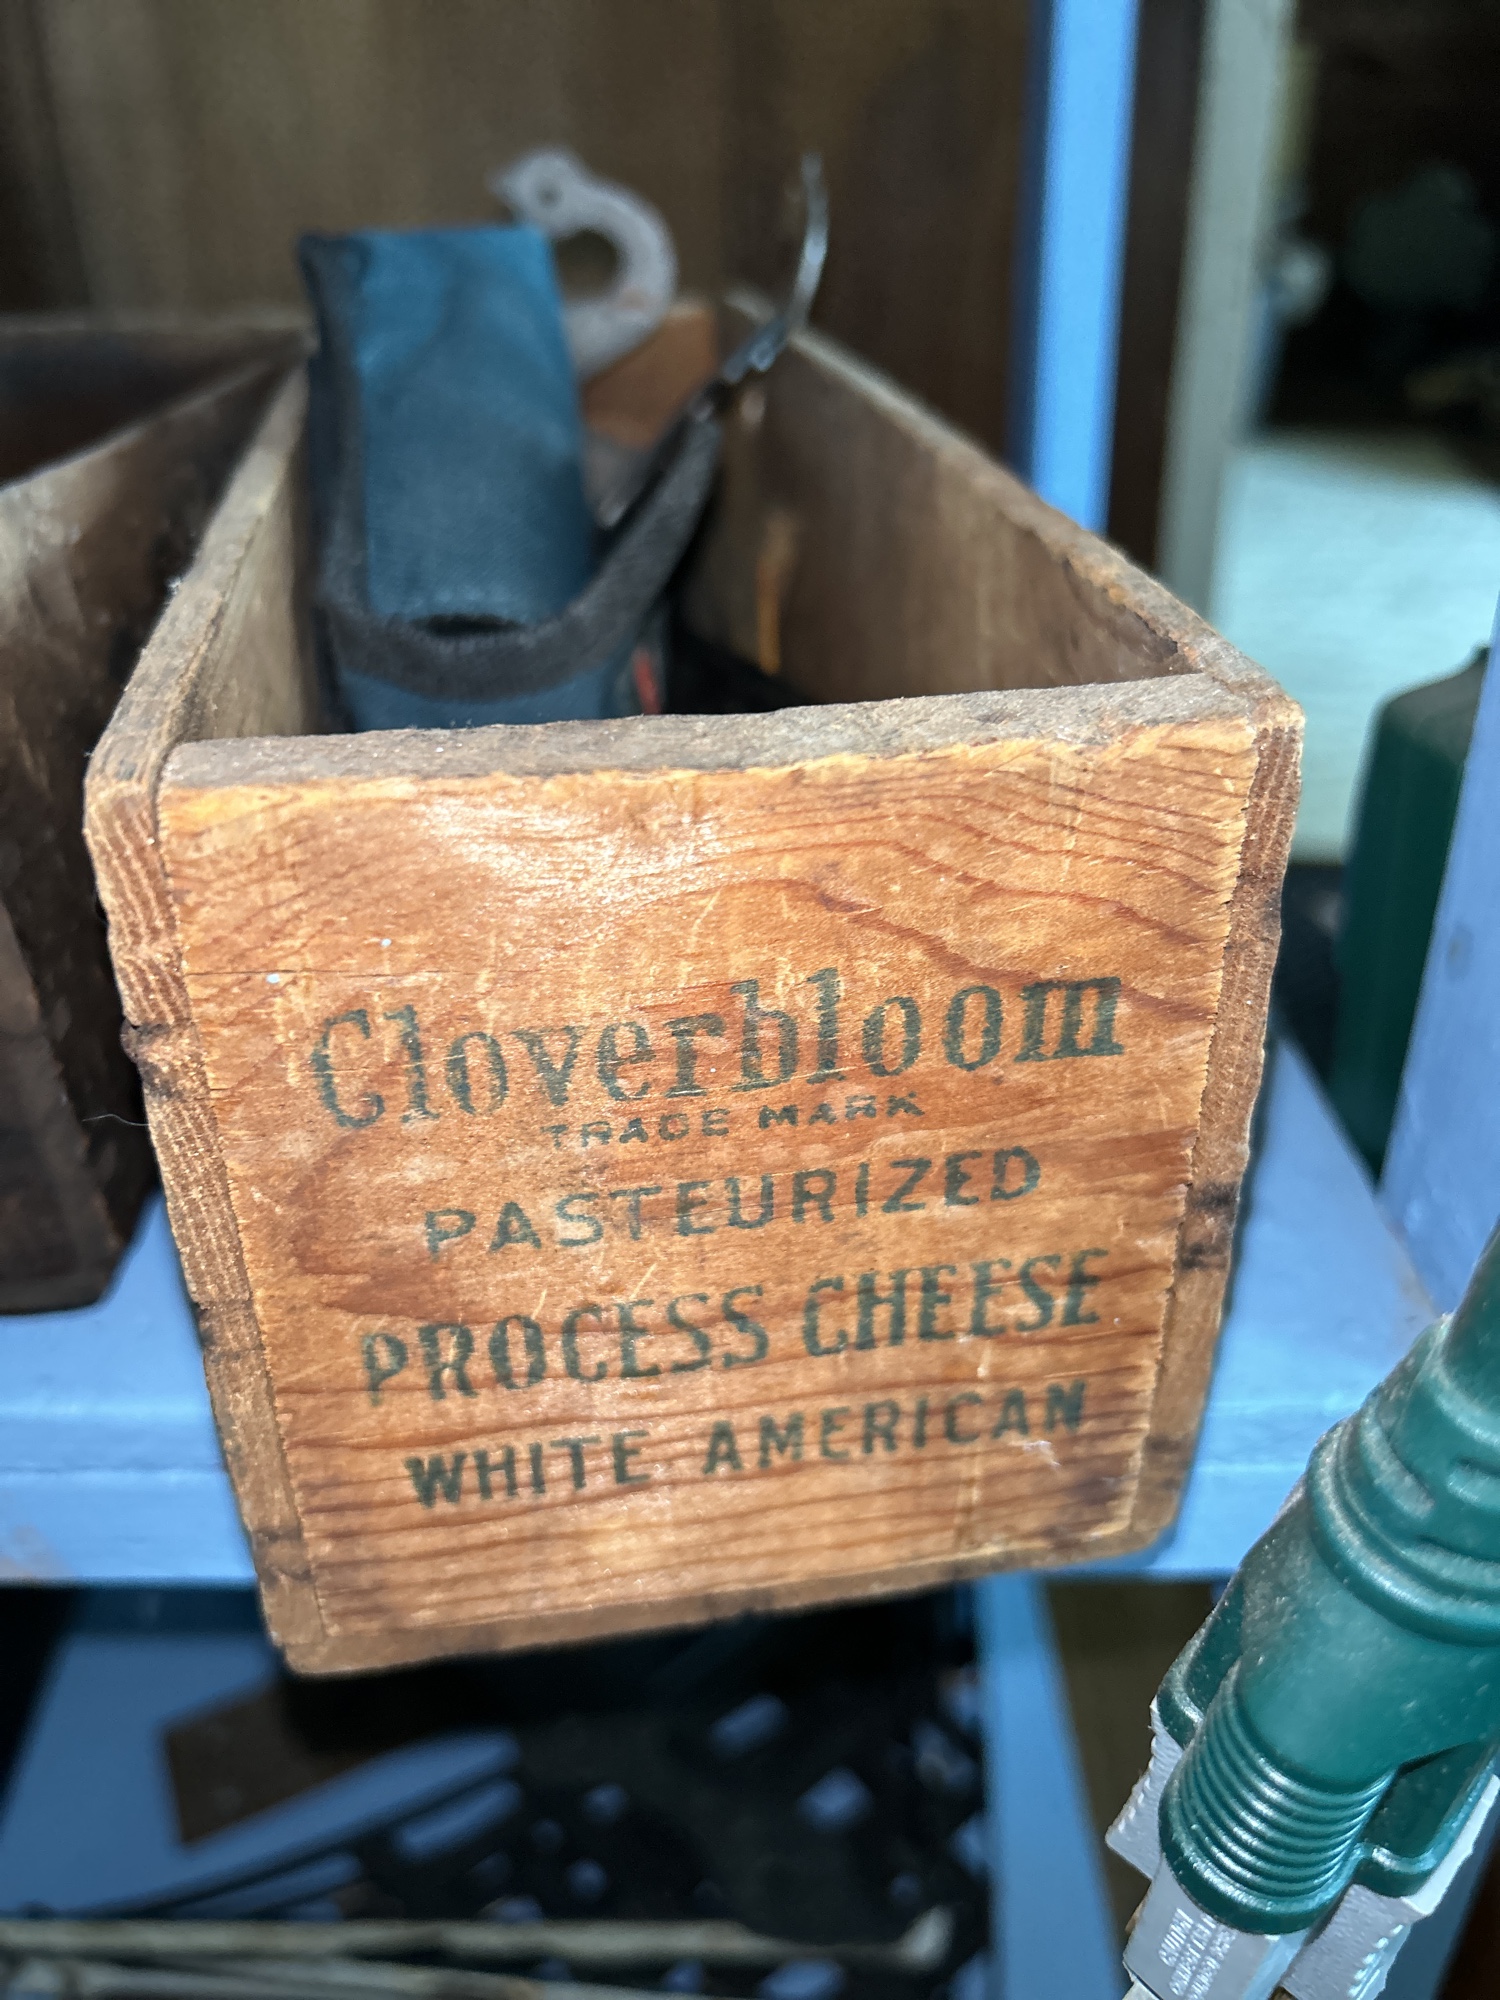 Cloverbloom
TRADE MARK
PASTEURIZED
PROCESS CHEESE
WHITE AMERICAN